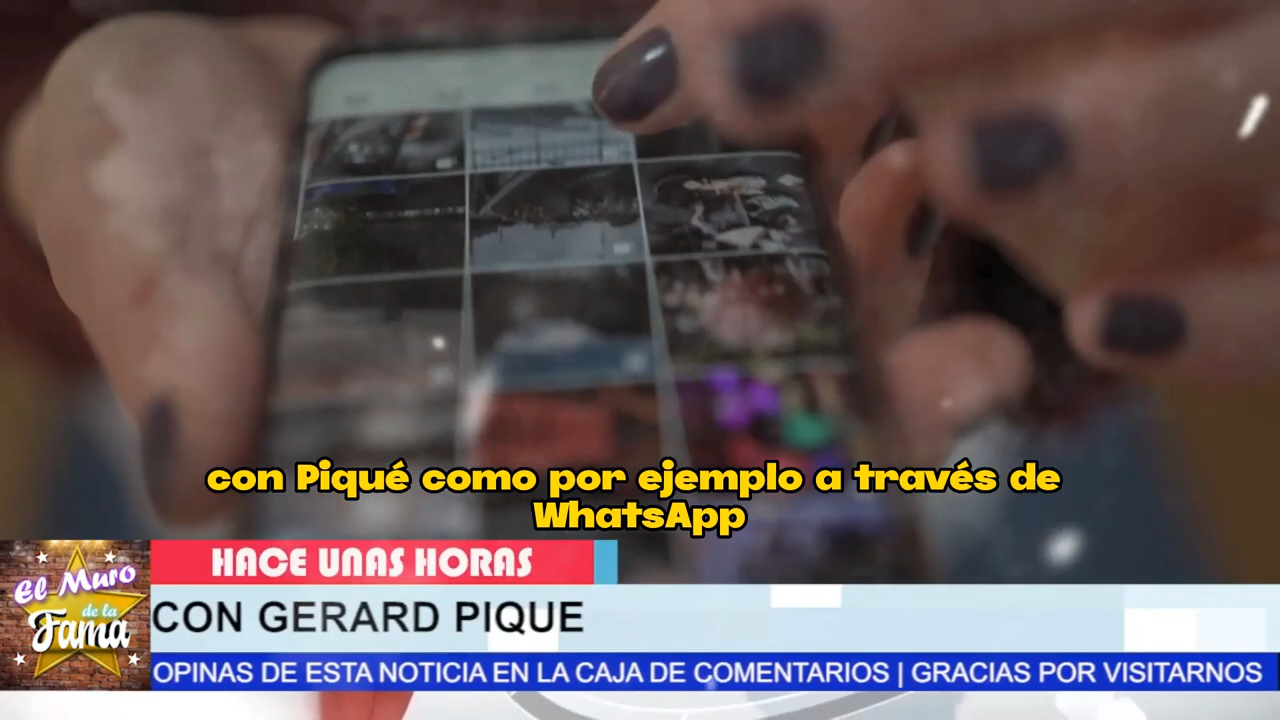 con Piqué como por ejemplo a través de
WhatsApp
HACE UNAS HORAS
El Muro
de la
Fama
CON GERARD PIQUE
OPINAS DE ESTA NOTICIA EN LA CAJA DE COMENTARIOS | GRACIAS POR VISITARNOS